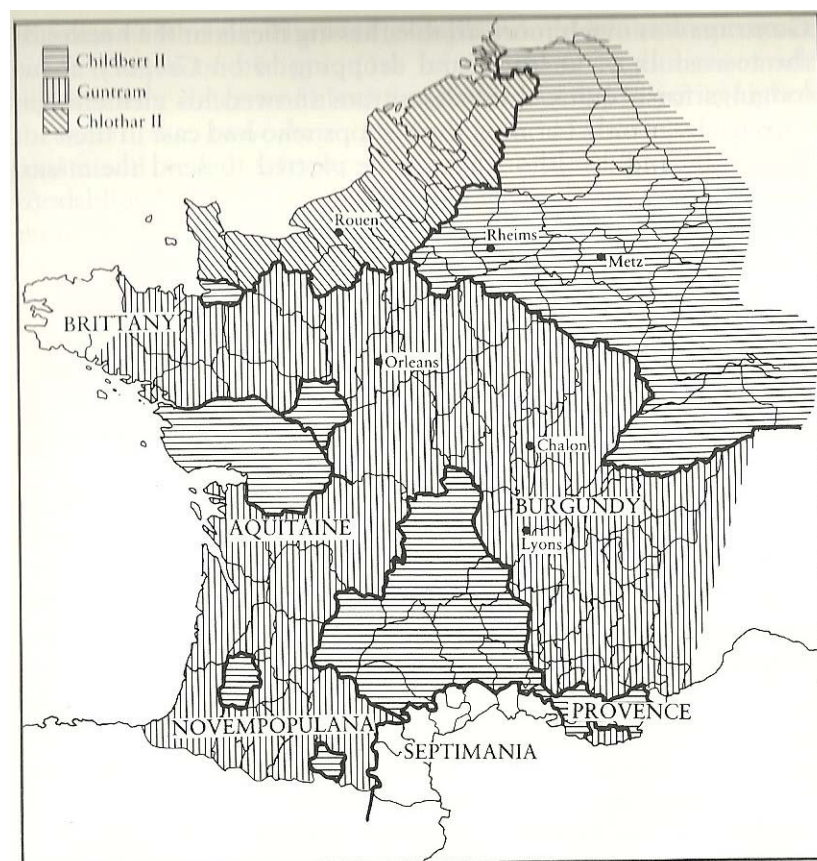 Childbert II
Guntram
Chlothar II
Rouen
Rheims
Metz
BRITTANY
Orleans
Chalon
AQUITAINE
BURGUNDY
Lyons
PROVENCE
NOVEMPOPULANA
SEPTIMANIA